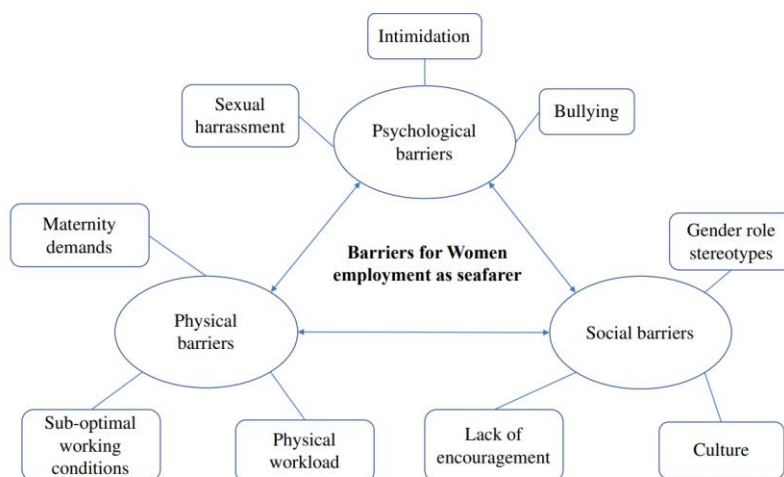 Intimidation
Sexual
harrassment
Psychological
barriers
Bullying
Maternity
demands
Barriers for Women
employment as seafarer
Gender role
stereotypes
Physical
barriers
Social barriers
Sub-optimal
working
conditions
Physical
workload
Lack of
encouragement
Culture